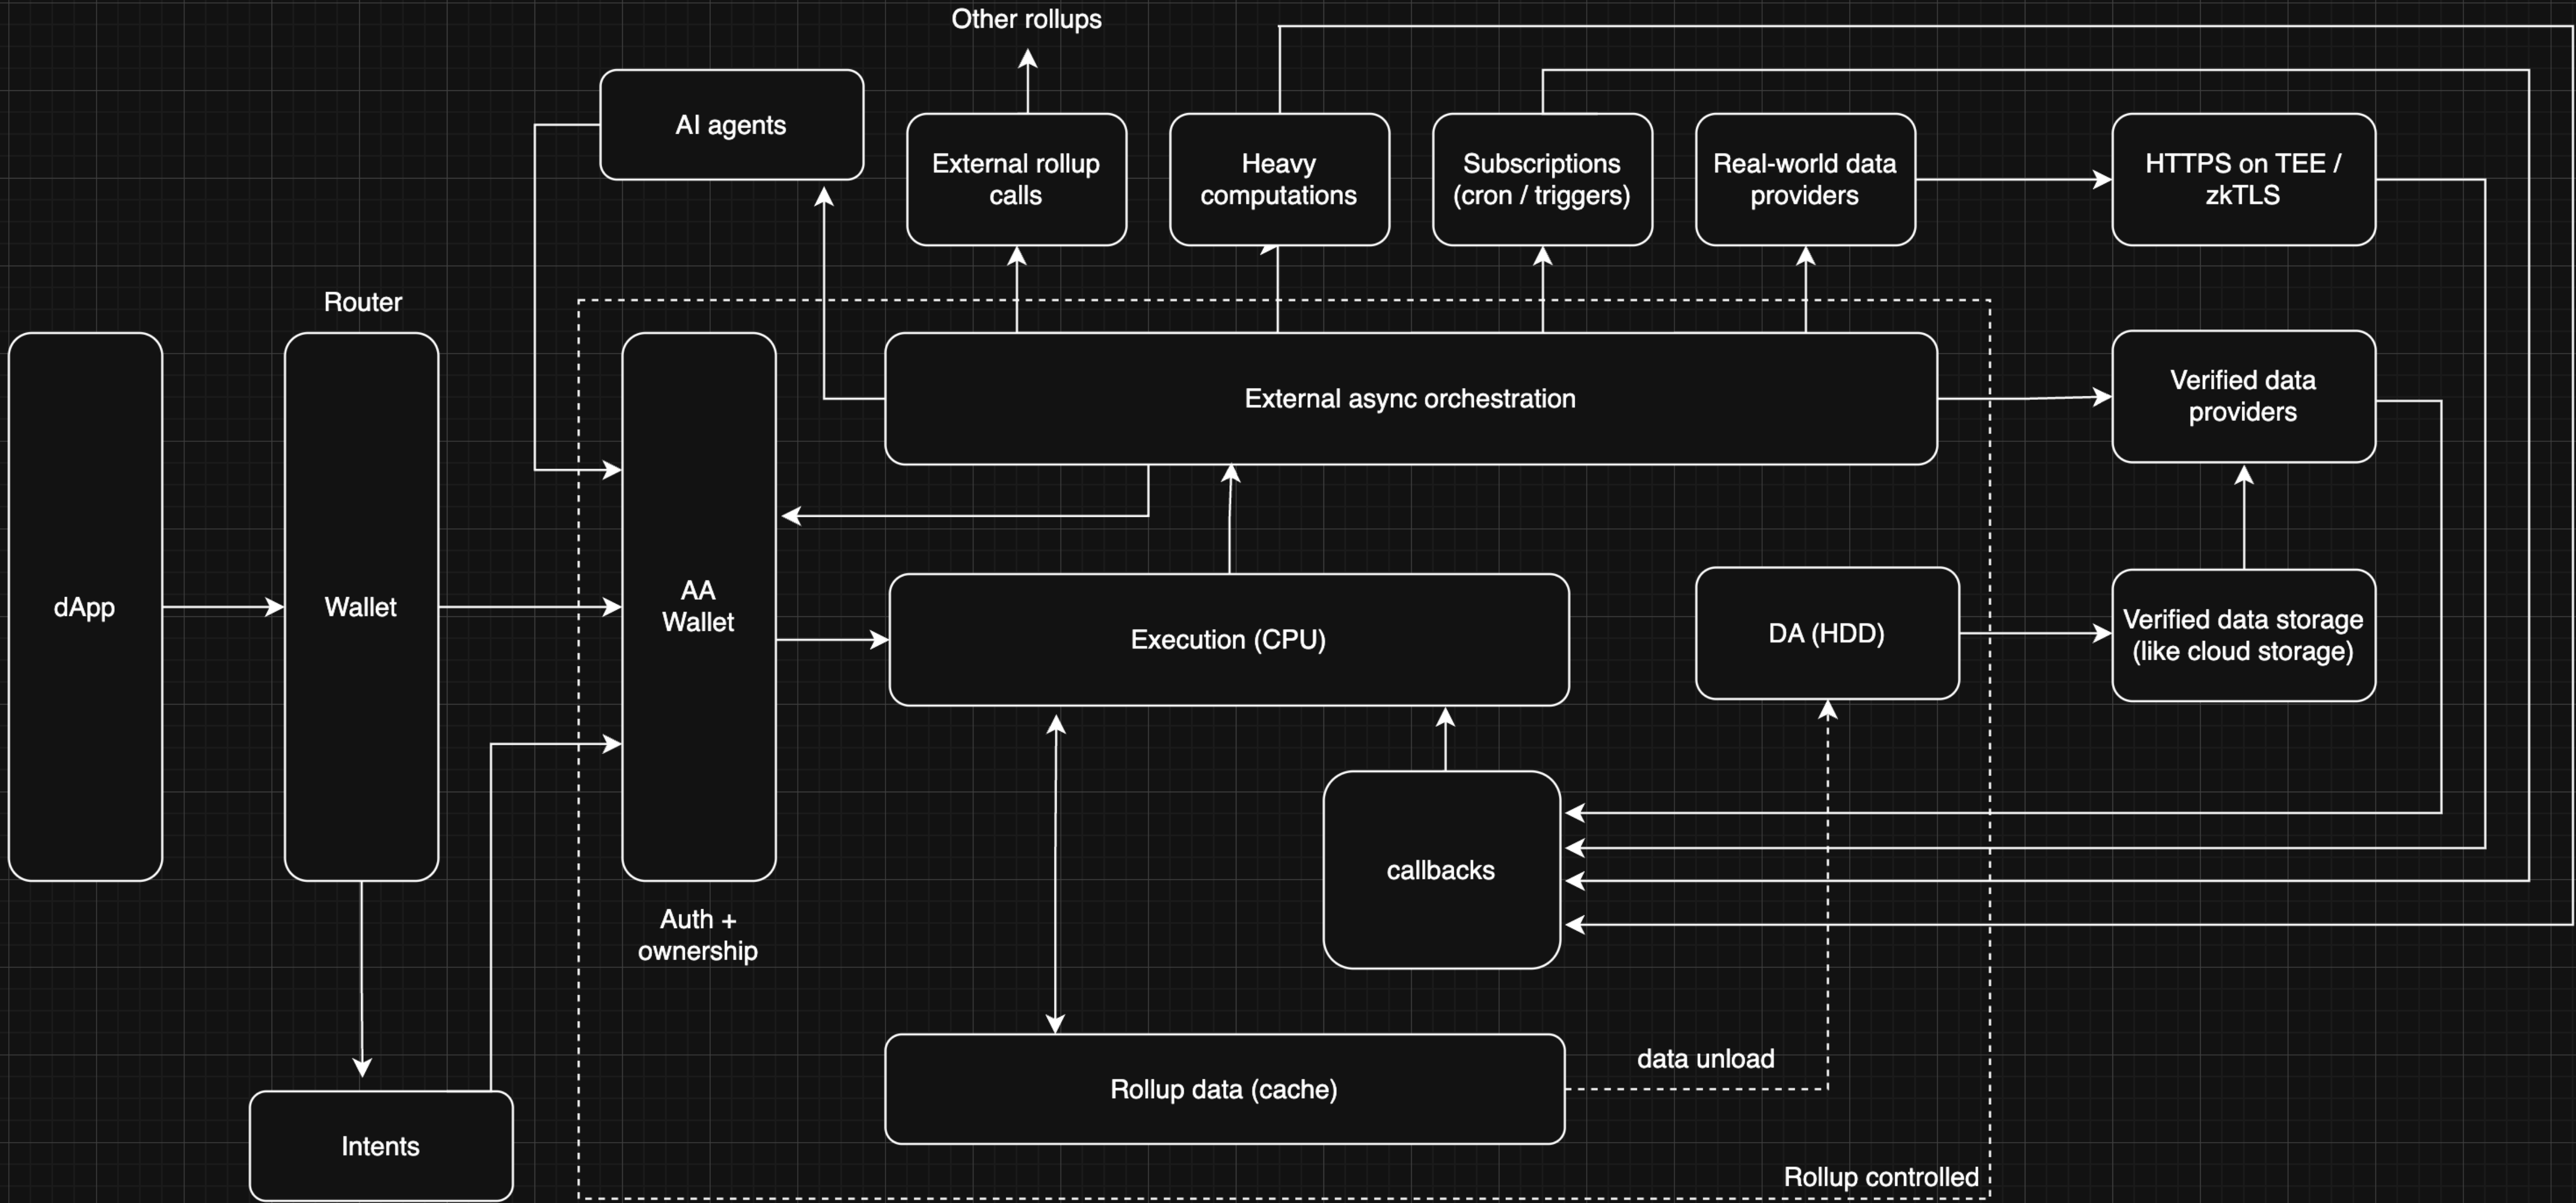 Other rollups
AI agents
External rollup
calls
Heavy
computations
Subscriptions
(cron / triggers)
Real-world data
providers
HTTPS on TEE /
zkTLS
Router
dApp
Wallet
AA
Wallet
External async orchestration
Verified data
providers
Execution (CPU)
DA (HDD)
Verified data storage
(like cloud storage)
callbacks
Auth +
ownership
Rollup data (cache)
data unload
Intents
Rollup controlled